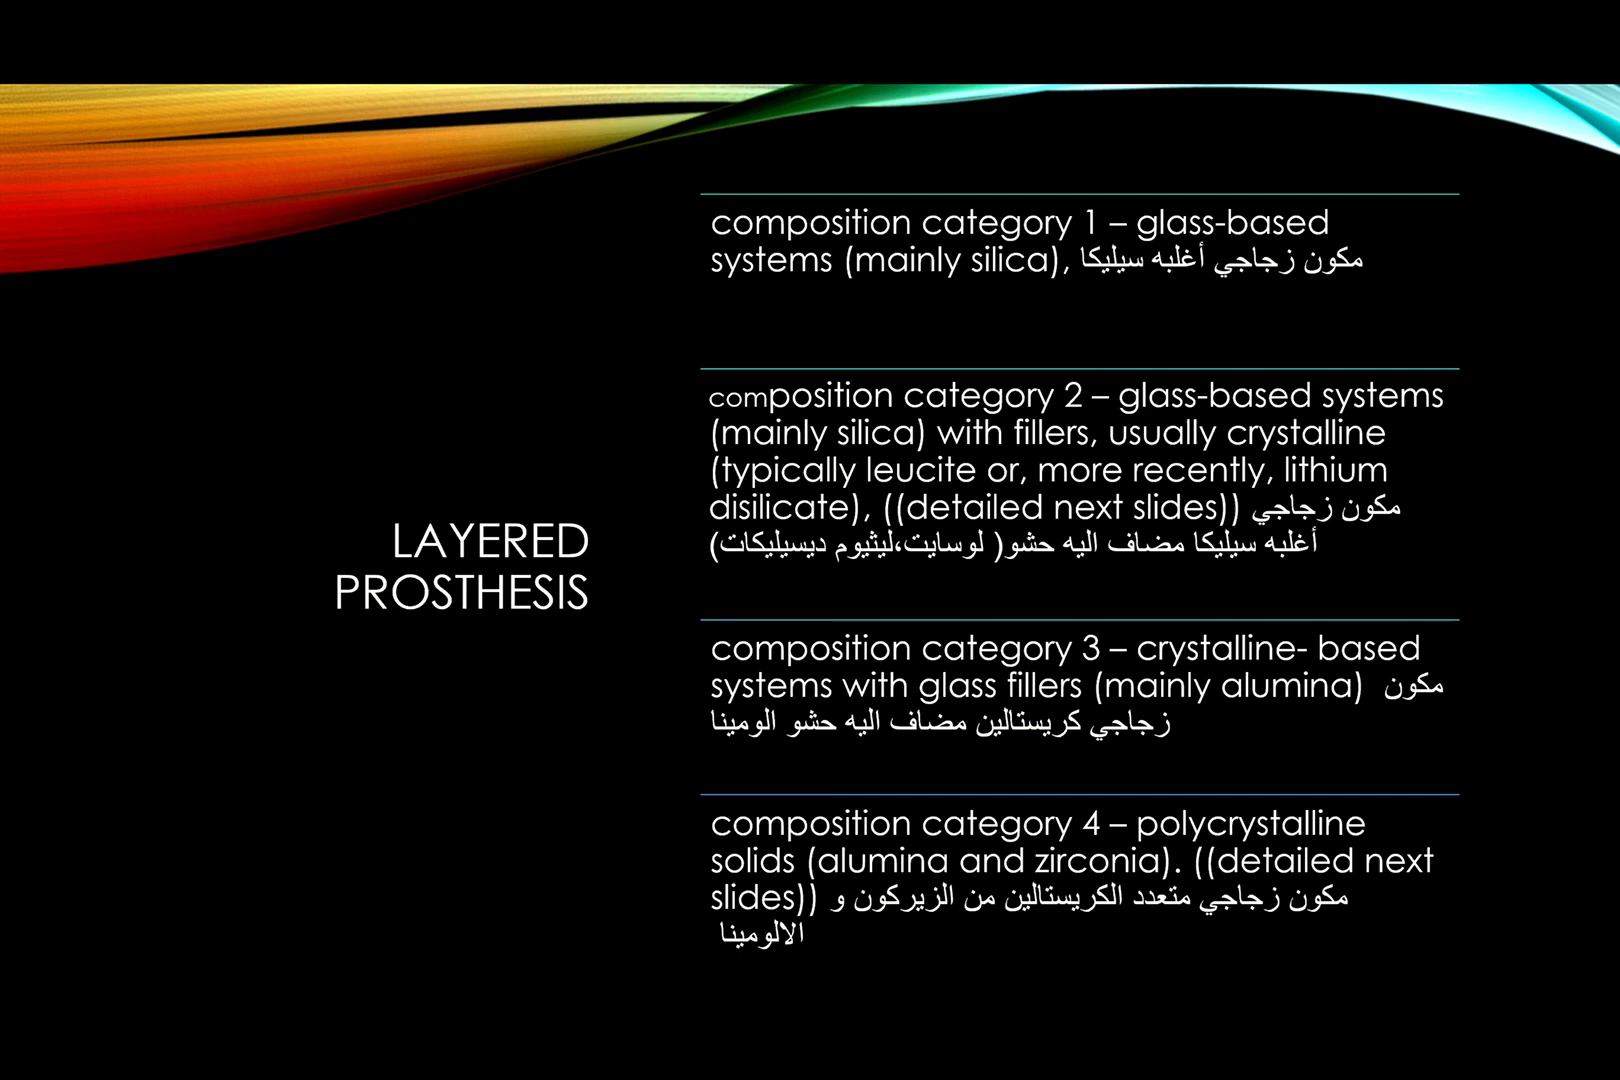 LAYERED
PROSTHESIS
composition category 1 – glass-based
systems (mainly silica), مكون زجاجي أغلبه سيليكا
composition category 2 – glass-based systems
(mainly silica) with fillers, usually crystalline
(typically leucite or, more recently, lithium
disilicate), ((detailed next slides)) مكون زجاجي
أغلبه سيليكا مضاف اليه حشو( لوسايت،ليثيوم ديسيليكات)
composition category 3 – crystalline- based
systems with glass fillers (mainly alumina) مكون
زجاجي كريستالين مضاف اليه حشو الومينا
composition category 4 – polycrystalline
solids (alumina and zirconia). ((detailed next
slides)) مكون زجاجي متعدد الكريستالين من الزيركون و
الالومينا